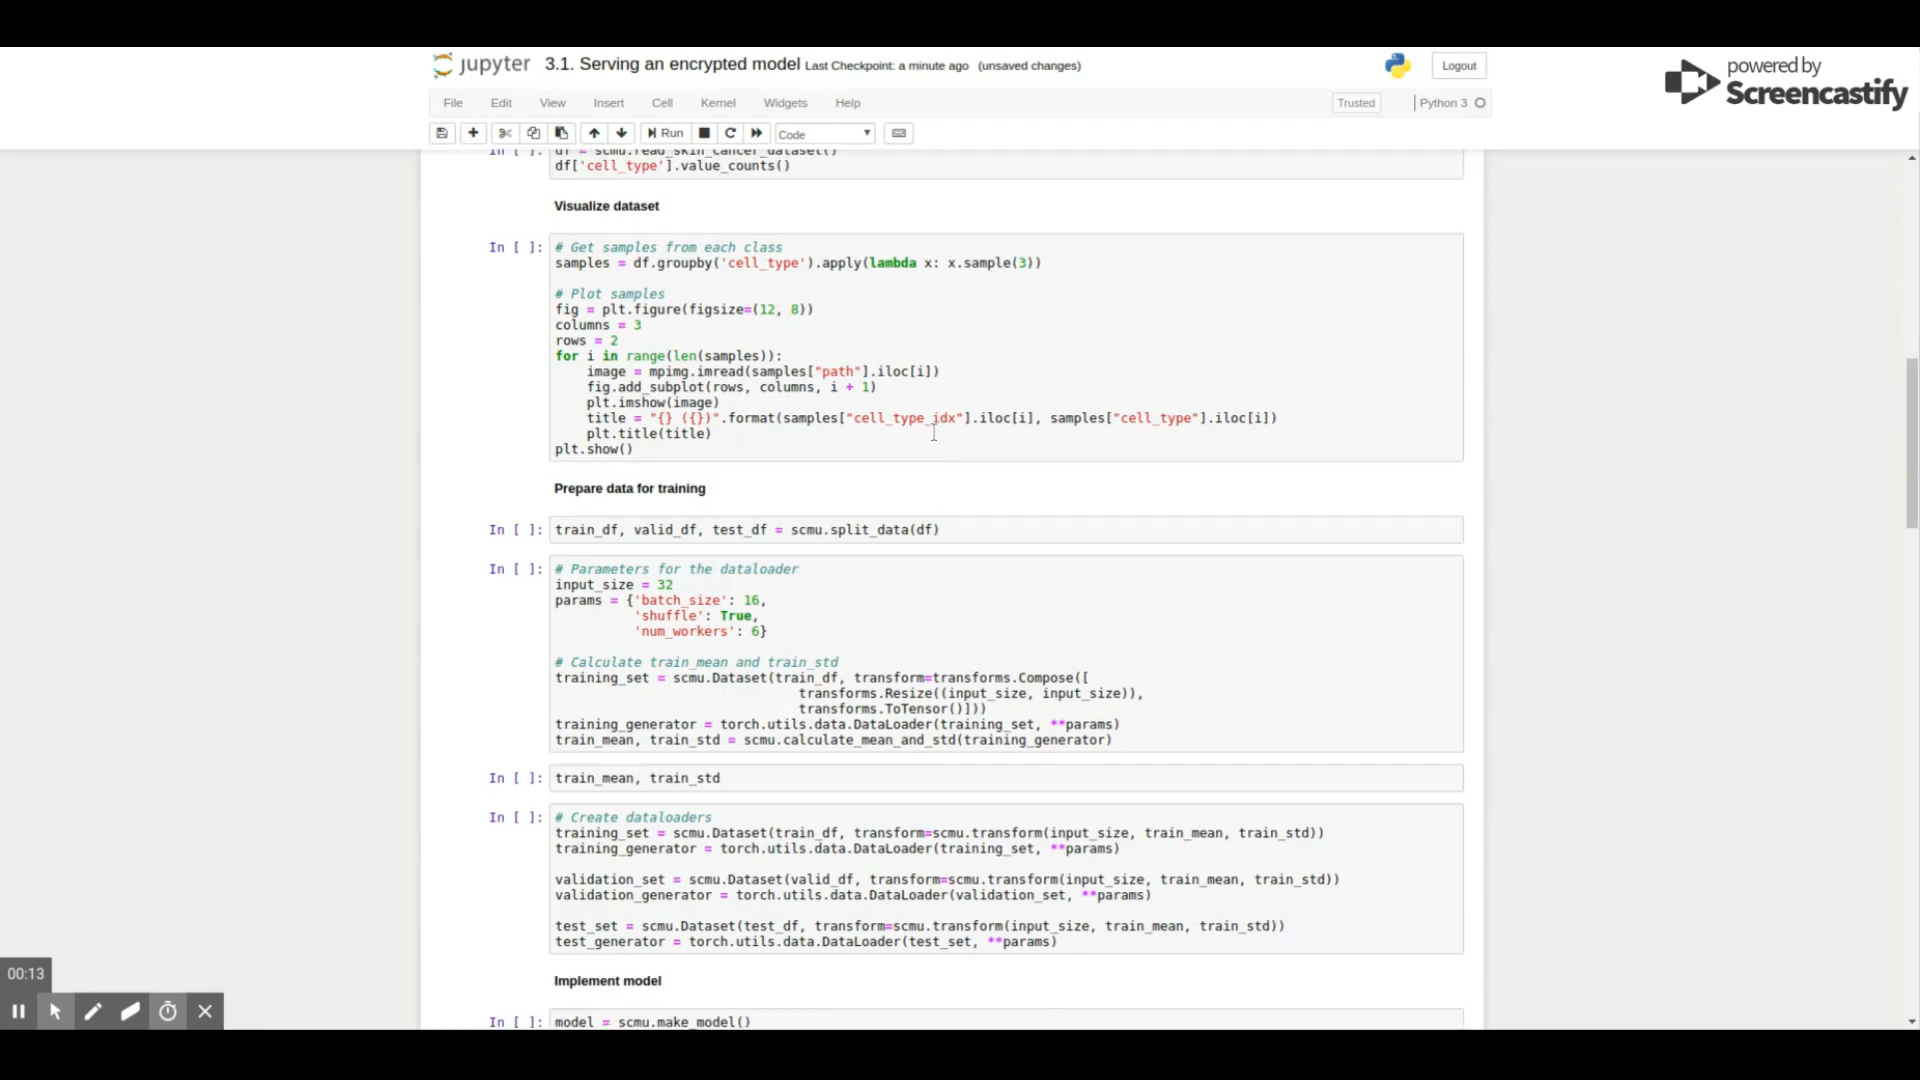 jupyter 3.1. Serving an encrypted model Last Checkpoint: a minute ago (unsaved changes)
Logout
powered by
Screencastify
File Edit View Insert Cell Kernel Widgets Help
Trusted
Python 3
Run
Code
In [ ]: df = scmu.read_skin_cancer_dataset()
df['cell_type'].value_counts()
Visualize dataset
In [ ]: # Get samples from each class
samples = df.groupby('cell_type').apply(lambda x: x.sample(3))
# Plot samples
fig = plt.figure(figsize=(12, 8))
columns = 3
rows = 2
for i in range(len(samples)):
    image = mpimg.imread(samples["path"].iloc[i])
    fig.add_subplot(rows, columns, i + 1)
    plt.imshow(image)
    title = "{} ({})".format(samples["cell_type_idx"].iloc[i], samples["cell_type"].iloc[i])
    plt.title(title)
plt.show()
Prepare data for training
In [ ]: train_df, valid_df, test_df = scmu.split_data(df)
In [ ]: # Parameters for the dataloader
input_size = 32
params = {'batch_size': 16,
          'shuffle': True,
          'num_workers': 6}
# Calculate train_mean and train_std
training_set = scmu.Dataset(train_df, transform=transforms.Compose([
                               transforms.Resize((input_size, input_size)),
                               transforms.ToTensor()]))
training_generator = torch.utils.data.DataLoader(training_set, **params)
train_mean, train_std = scmu.calculate_mean_and_std(training_generator)
In [ ]: train_mean, train_std
In [ ]: # Create dataloaders
training_set = scmu.Dataset(train_df, transform=scmu.transform(input_size, train_mean, train_std))
training_generator = torch.utils.data.DataLoader(training_set, **params)
validation_set = scmu.Dataset(valid_df, transform=scmu.transform(input_size, train_mean, train_std))
validation_generator = torch.utils.data.DataLoader(validation_set, **params)
test_set = scmu.Dataset(test_df, transform=scmu.transform(input_size, train_mean, train_std))
test_generator = torch.utils.data.DataLoader(test_set, **params)
Implement model
In [ ]: model = scmu.make_model()
00:13